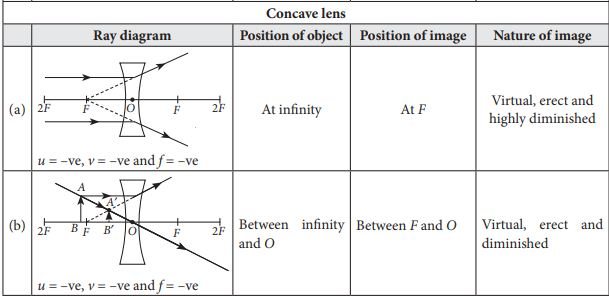 Concave lens
Ray diagram Position of object Position of image Nature of image
(a)
2F F O F 2F
u = –ve, v = –ve and f = –ve
At infinity
At F
Virtual, erect and
highly diminished
(b)
A
A′
2F B F B′ O F 2F
u = –ve, v = –ve and f = –ve
Between infinity
and O
Between F and O
Virtual, erect and
diminished